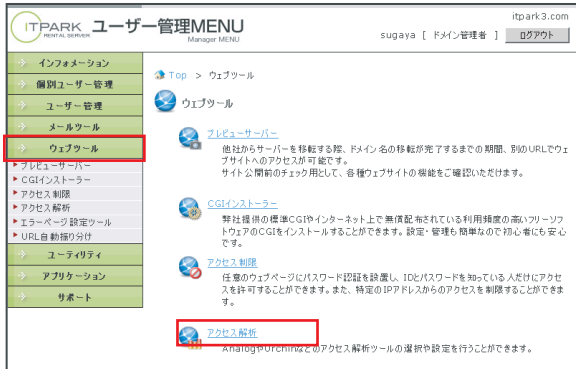 itpark3.com
ITPARK ユーザー管理MENU
RENTAL SERVER
Manager MENU
sugaya [ ドメイン管理者 ] ログアウト
インフォメーション
個別ユーザー管理
ユーザー管理
メールツール
ウェブツール
プレビューサーバー
CGIインストーラー
アクセス制限
アクセス解析
エラーページ設定ツール
URL自動振り分け
ユーティリティ
アプリケーション
サポート
Top > ウェブツール
ウェブツール
プレビューサーバー
他社からサーバーを移転する際、ドメイン名の移転が完了するまでの期間、別のURLでウェ
ブサイトへのアクセスが可能です。
サイト公開前のチェック用として、各種ウェブサイトの機能をご確認いただけます。
CGIインストーラー
弊社提供の標準CGIやインターネット上で無償配布されている利用頻度の高いフリーソフ
トウェアのCGIをインストールすることができます。設定・管理も簡単なので初心者にも安心
です。
アクセス制限
任意のウェブページにパスワード認証を設置し、IDとパスワードを知っている人だけにアクセ
スを許可することができます。また、特定のIPアドレスからのアクセスを制限することができま
す。
アクセス解析
AnalogやUrchinなどのアクセス解析ツールの選択や設定を行うことができます。